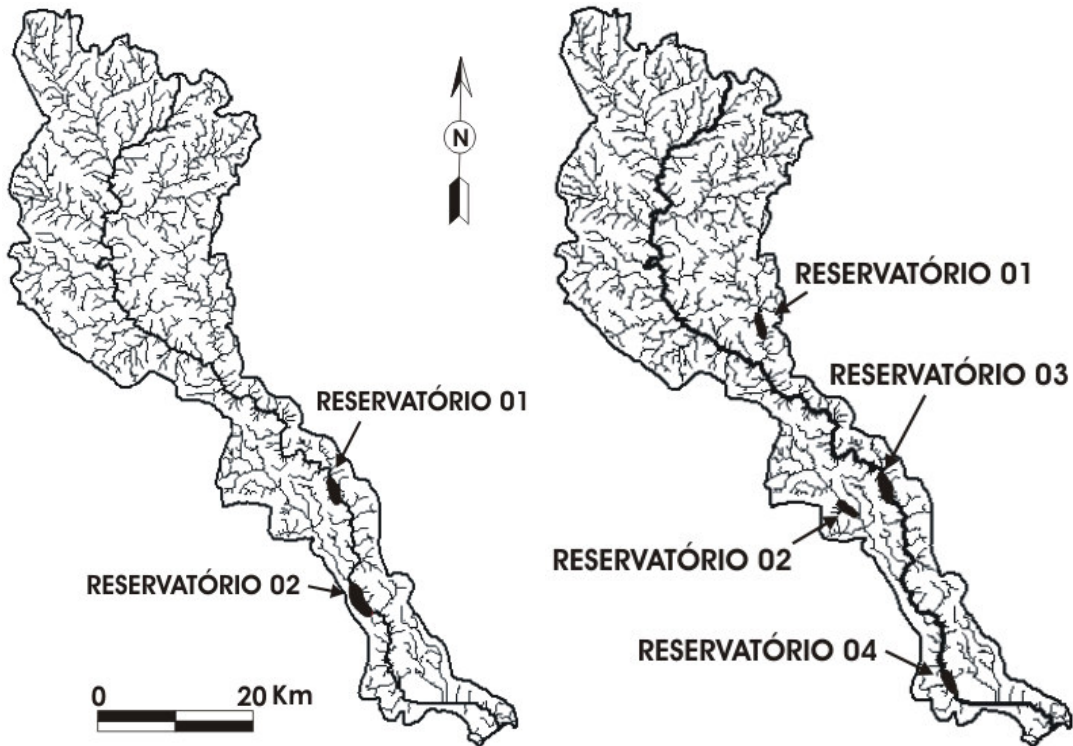 N
RESERVATÓRIO 01
RESERVATÓRIO 02
0 20 Km
RESERVATÓRIO 01
RESERVATÓRIO 03
RESERVATÓRIO 02
RESERVATÓRIO 04